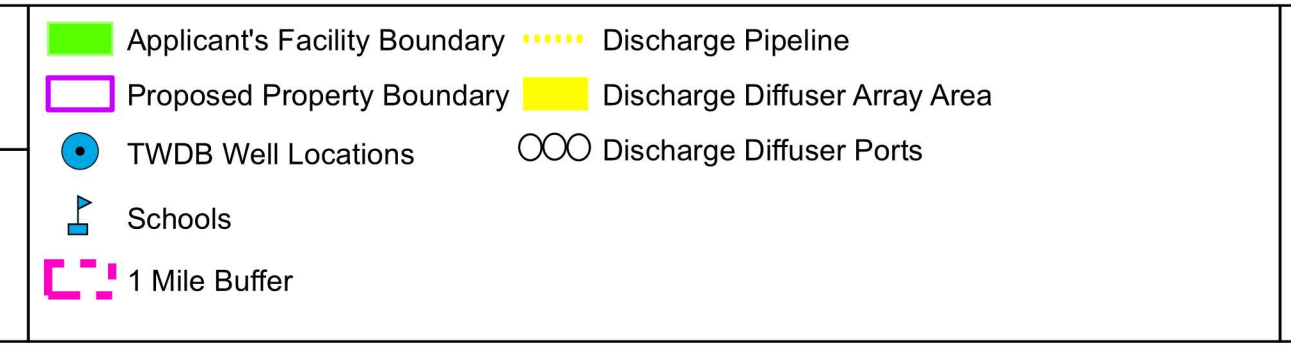 Applicant's Facility Boundary
Proposed Property Boundary
TWDB Well Locations
Schools
1 Mile Buffer
Discharge Pipeline
Discharge Diffuser Array Area
Discharge Diffuser Ports